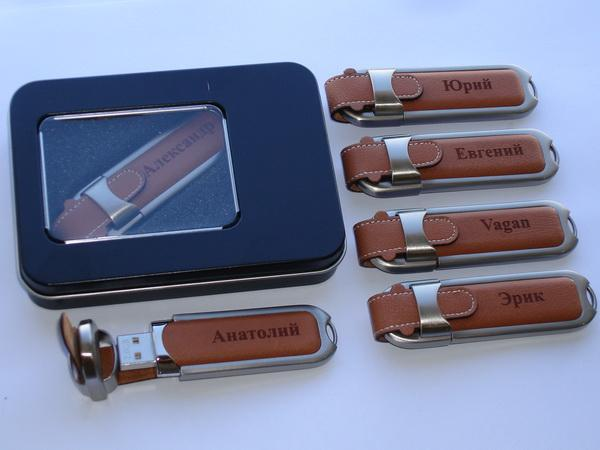 Александр
Юрий
Евгений
Vagan
Эрик
Анатолий